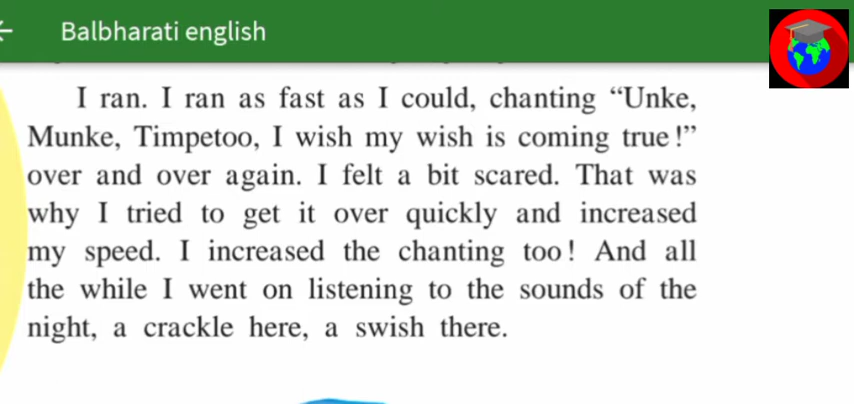 Balbharati english
I ran. I ran as fast as I could, chanting “Unke,
Munke, Timpetoo, I wish my wish is coming true!”
over and over again. I felt a bit scared. That was
why I tried to get it over quickly and increased
my speed. I increased the chanting too! And all
the while I went on listening to the sounds of the
night, a crackle here, a swish there.